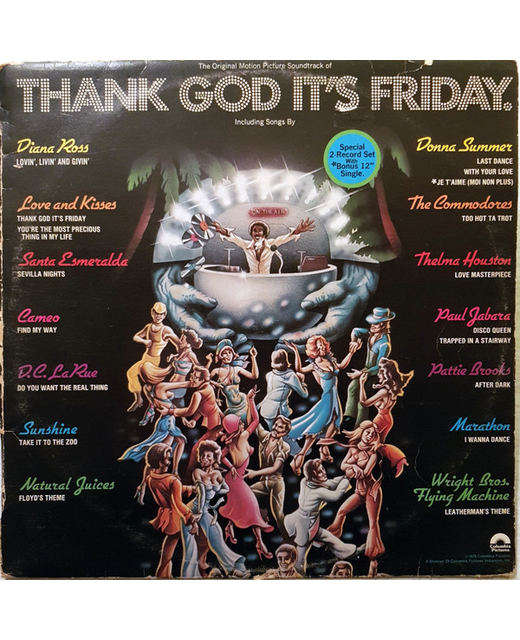 The Original Motion Picture Soundtrack of
THANK GOD IT'S FRIDAY.
Including Songs By
Special
2-Record Set
With
*Bonus 12"
Single.
Diana Ross
LOVIN', LIVIN' AND GIVIN'
Love and Kisses
THANK GOD IT'S FRIDAY
YOU'RE THE MOST PRECIOUS
THING IN MY LIFE
Santa Esmeralda
SEVILLA NIGHTS
Cameo
FIND MY WAY
D.C. LaRue
DO YOU WANT THE REAL THING
Sunshine
TAKE IT TO THE ZOO
Natural Juices
FLOYD'S THEME
ON THE AIR
Donna Summer
LAST DANCE
WITH YOUR LOVE
*JE T'AIME (MOI NON PLUS)
The Commodores
TOO HOT TA TROT
Thelma Houston
LOVE MASTERPIECE
Paul Jabara
DISCO QUEEN
TRAPPED IN A STAIRWAY
Pattie Brooks
AFTER DARK
Marathon
I WANNA DANCE
Wright Bros.
Flying Machine
LEATHERMAN'S THEME
Columbia
Pictures